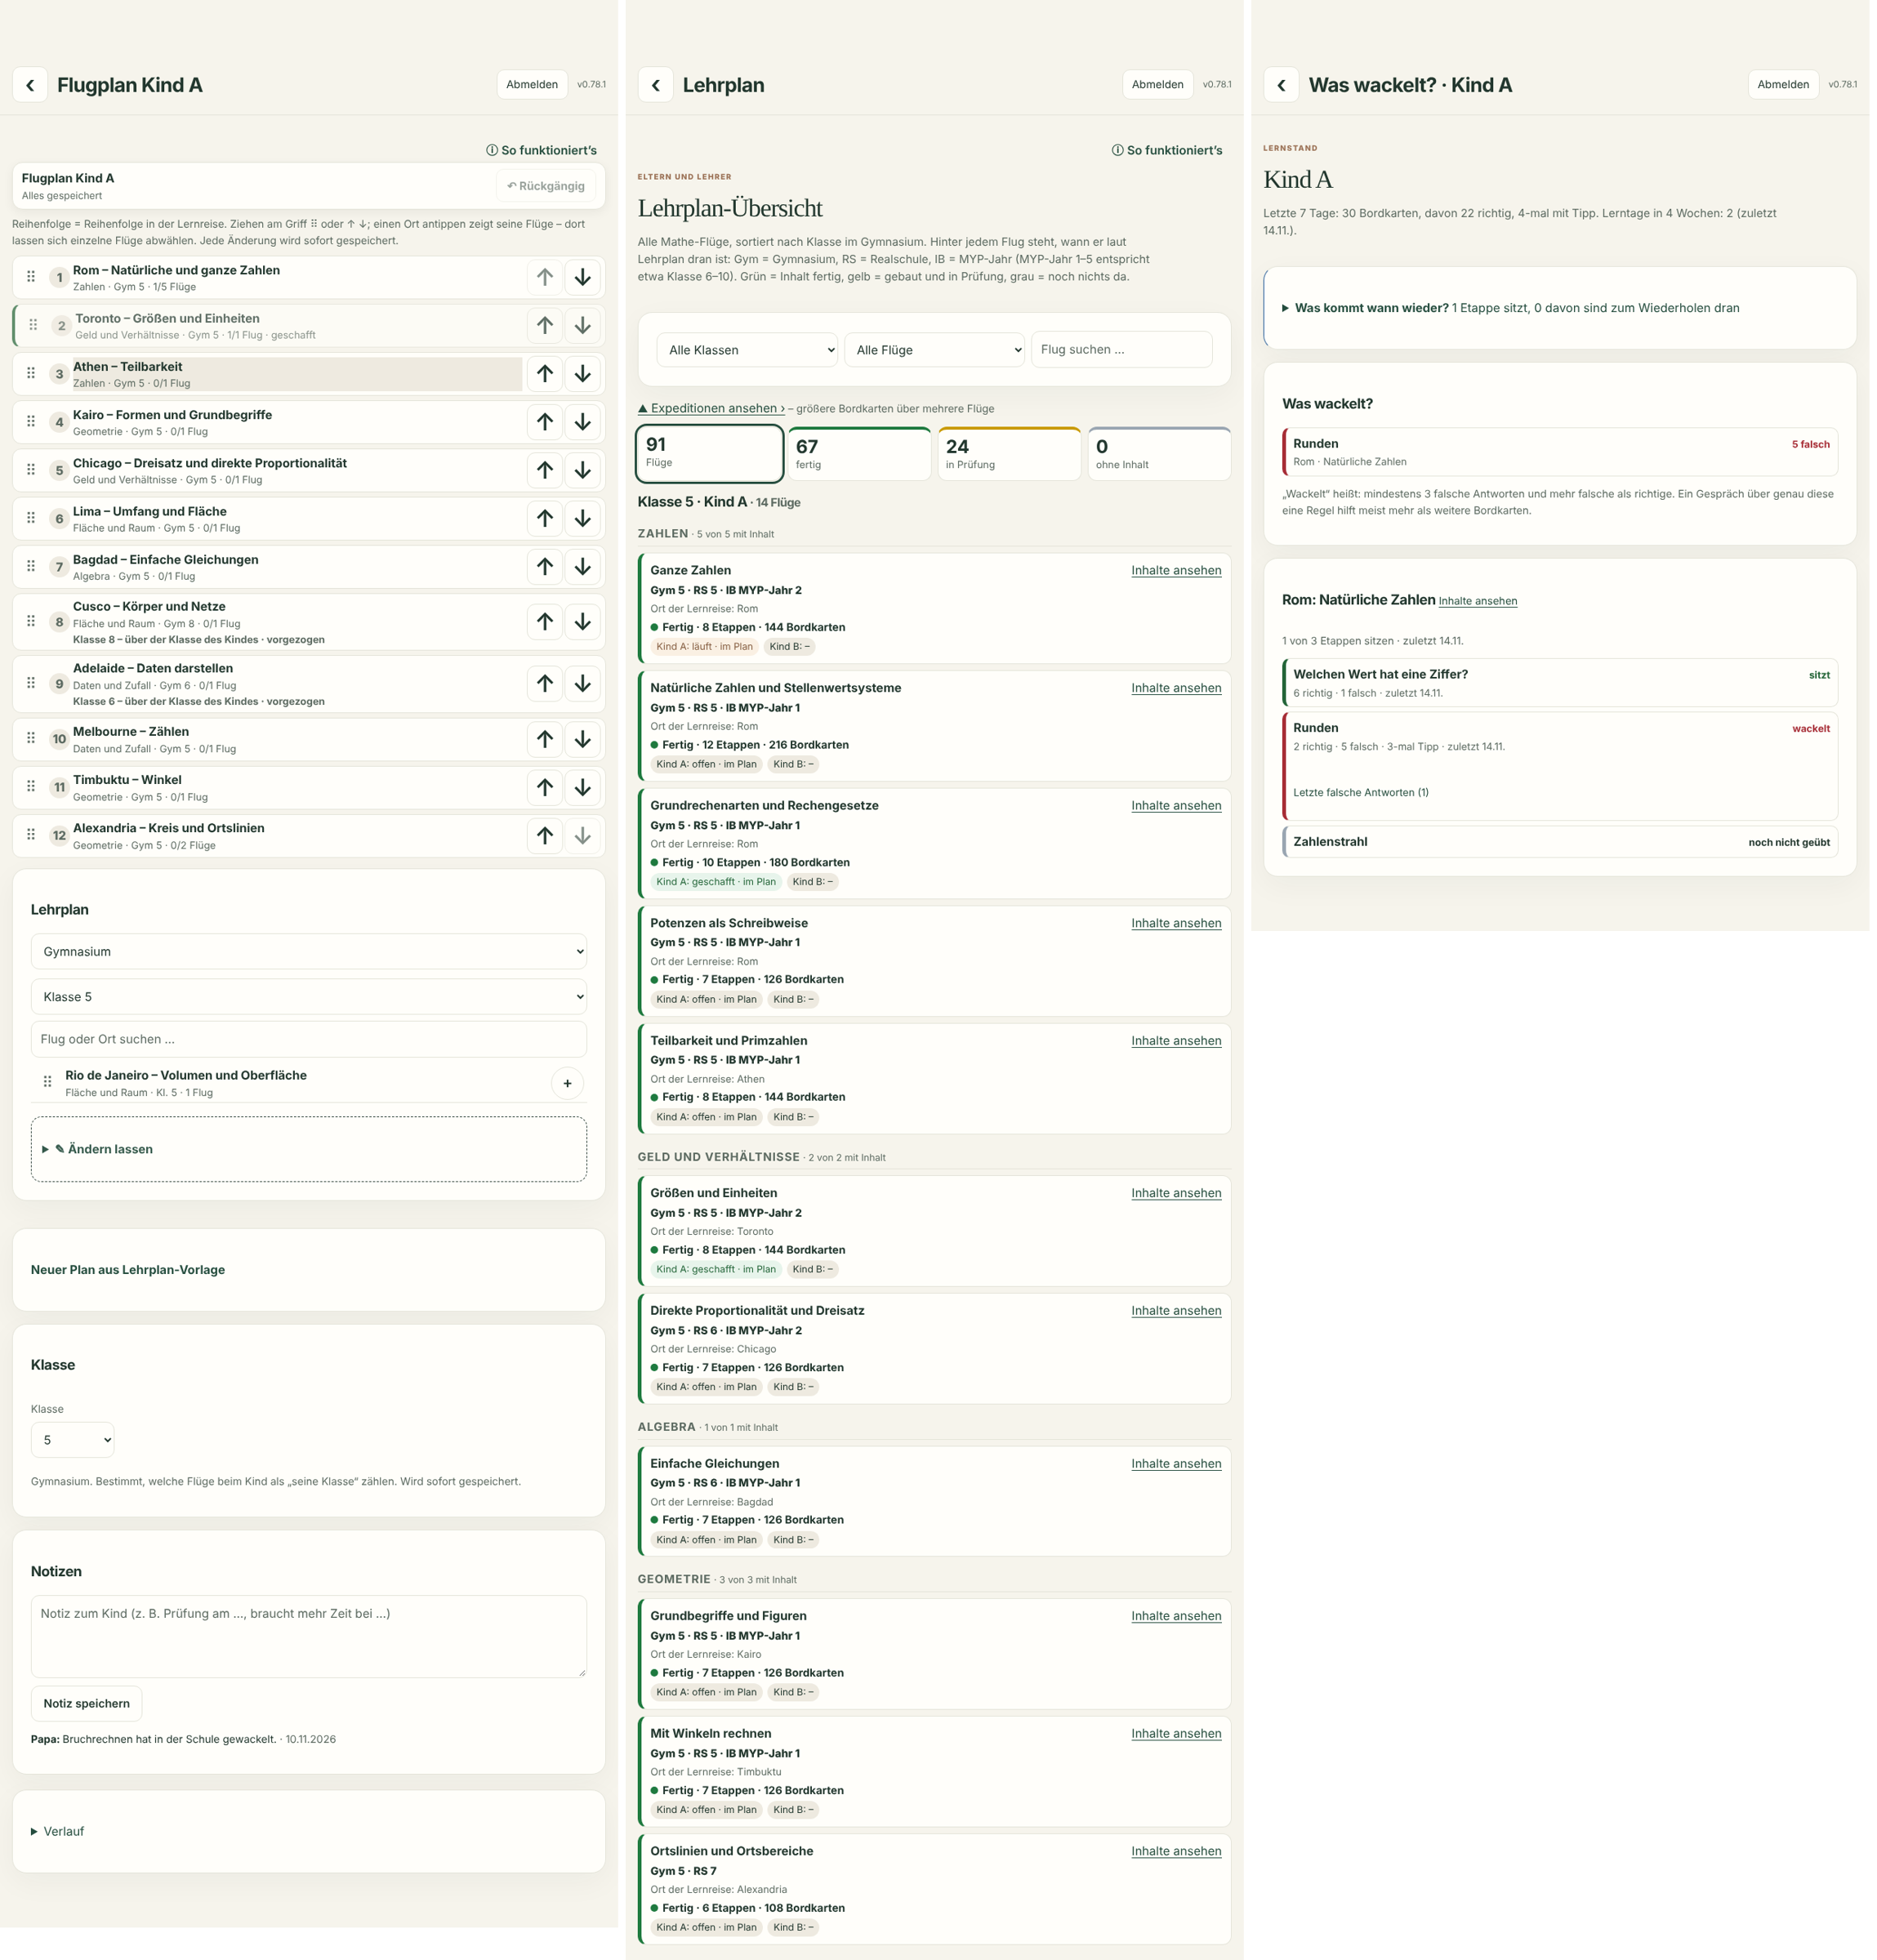 Flugplan Kind A
Abmelden
v0.78.1
ⓘ So funktioniert's
Flugplan Kind A
Alles gespeichert
↶ Rückgängig
Reihenfolge = Reihenfolge in der Lernreise. Ziehen am Griff ⠿ oder ↑ ↓; einen Ort antippen zeigt seine Flüge – dort
lassen sich einzelne Flüge abwählen. Jede Änderung wird sofort gespeichert.
1 Rom – Natürliche und ganze Zahlen
Zahlen · Gym 5 · 1/5 Flüge
2 Toronto – Größen und Einheiten
Geld und Verhältnisse · Gym 5 · 1/1 Flug · geschafft
3 Athen – Teilbarkeit
Zahlen · Gym 5 · 0/1 Flug
4 Kairo – Formen und Grundbegriffe
Geometrie · Gym 5 · 0/1 Flug
5 Chicago – Dreisatz und direkte Proportionalität
Geld und Verhältnisse · Gym 5 · 0/1 Flug
6 Lima – Umfang und Fläche
Fläche und Raum · Gym 5 · 0/1 Flug
7 Bagdad – Einfache Gleichungen
Algebra · Gym 5 · 0/1 Flug
8 Cusco – Körper und Netze
Fläche und Raum · Gym 8 · 0/1 Flug
Klasse 8 – über der Klasse des Kindes · vorgezogen
9 Adelaide – Daten darstellen
Daten und Zufall · Gym 6 · 0/1 Flug
Klasse 6 – über der Klasse des Kindes · vorgezogen
10 Melbourne – Zählen
Daten und Zufall · Gym 5 · 0/1 Flug
11 Timbuktu – Winkel
Geometrie · Gym 5 · 0/1 Flug
12 Alexandria – Kreis und Ortslinien
Geometrie · Gym 5 · 0/2 Flüge
Lehrplan
Gymnasium
Klasse 5
Flug oder Ort suchen …
Rio de Janeiro – Volumen und Oberfläche
Fläche und Raum · Kl. 5 · 1 Flug
+
▶ ✎ Ändern lassen
Neuer Plan aus Lehrplan-Vorlage
Klasse
Klasse
5
Gymnasium. Bestimmt, welche Flüge beim Kind als „seine Klasse“ zählen. Wird sofort gespeichert.
Notizen
Notiz zum Kind (z. B. Prüfung am …, braucht mehr Zeit bei …)
Notiz speichern
Papa: Bruchrechnen hat in der Schule gewackelt. · 10.11.2026
▶ Verlauf
Lehrplan
Abmelden
v0.78.1
ⓘ So funktioniert's
ELTERN UND LEHRER
Lehrplan-Übersicht
Alle Mathe-Flüge, sortiert nach Klasse im Gymnasium. Hinter jedem Flug steht, wann er laut
Lehrplan dran ist: Gym = Gymnasium, RS = Realschule, IB = MYP-Jahr (MYP-Jahr 1–5 entspricht
etwa Klasse 6–10). Grün = Inhalt fertig, gelb = gebaut und in Prüfung, grau = noch nichts da.
Alle Klassen
Alle Flüge
Flug suchen …
▲ Expeditionen ansehen › – größere Bordkarten über mehrere Flüge
91
Flüge
67
fertig
24
in Prüfung
0
ohne Inhalt
Klasse 5 · Kind A · 14 Flüge
ZAHLEN · 5 von 5 mit Inhalt
Ganze Zahlen
Inhalte ansehen
Gym 5 · RS 5 · IB MYP-Jahr 2
Ort der Lernreise: Rom
Fertig · 8 Etappen · 144 Bordkarten
Kind A: läuft · im Plan
Kind B: –
Natürliche Zahlen und Stellenwertsysteme
Inhalte ansehen
Gym 5 · RS 5 · IB MYP-Jahr 1
Ort der Lernreise: Rom
Fertig · 12 Etappen · 216 Bordkarten
Kind A: offen · im Plan
Kind B: –
Grundrechenarten und Rechengesetze
Inhalte ansehen
Gym 5 · RS 5 · IB MYP-Jahr 1
Ort der Lernreise: Rom
Fertig · 10 Etappen · 180 Bordkarten
Kind A: geschafft · im Plan
Kind B: –
Potenzen als Schreibweise
Inhalte ansehen
Gym 5 · RS 5 · IB MYP-Jahr 1
Ort der Lernreise: Rom
Fertig · 7 Etappen · 126 Bordkarten
Kind A: offen · im Plan
Kind B: –
Teilbarkeit und Primzahlen
Inhalte ansehen
Gym 5 · RS 5 · IB MYP-Jahr 1
Ort der Lernreise: Athen
Fertig · 8 Etappen · 144 Bordkarten
Kind A: offen · im Plan
Kind B: –
GELD UND VERHÄLTNISSE · 2 von 2 mit Inhalt
Größen und Einheiten
Inhalte ansehen
Gym 5 · RS 5 · IB MYP-Jahr 2
Ort der Lernreise: Toronto
Fertig · 8 Etappen · 144 Bordkarten
Kind A: geschafft · im Plan
Kind B: –
Direkte Proportionalität und Dreisatz
Inhalte ansehen
Gym 5 · RS 6 · IB MYP-Jahr 2
Ort der Lernreise: Chicago
Fertig · 7 Etappen · 126 Bordkarten
Kind A: offen · im Plan
Kind B: –
ALGEBRA · 1 von 1 mit Inhalt
Einfache Gleichungen
Inhalte ansehen
Gym 5 · RS 6 · IB MYP-Jahr 1
Ort der Lernreise: Bagdad
Fertig · 7 Etappen · 126 Bordkarten
Kind A: offen · im Plan
Kind B: –
GEOMETRIE · 3 von 3 mit Inhalt
Grundbegriffe und Figuren
Inhalte ansehen
Gym 5 · RS 5 · IB MYP-Jahr 1
Ort der Lernreise: Kairo
Fertig · 7 Etappen · 126 Bordkarten
Kind A: offen · im Plan
Kind B: –
Mit Winkeln rechnen
Inhalte ansehen
Gym 5 · RS 5 · IB MYP-Jahr 1
Ort der Lernreise: Timbuktu
Fertig · 7 Etappen · 126 Bordkarten
Kind A: offen · im Plan
Kind B: –
Ortslinien und Ortsbereiche
Inhalte ansehen
Gym 5 · RS 7
Ort der Lernreise: Alexandria
Fertig · 6 Etappen · 108 Bordkarten
Kind A: offen · im Plan
Kind B: –
Was wackelt? · Kind A
Abmelden
v0.78.1
LERNSTAND
Kind A
Letzte 7 Tage: 30 Bordkarten, davon 22 richtig, 4-mal mit Tipp. Lerntage in 4 Wochen: 2 (zuletzt
14.11.).
▶ Was kommt wann wieder? 1 Etappe sitzt, 0 davon sind zum Wiederholen dran
Was wackelt?
Runden
5 falsch
Rom · Natürliche Zahlen
„Wackelt“ heißt: mindestens 3 falsche Antworten und mehr falsche als richtige. Ein Gespräch über genau diese
eine Regel hilft meist mehr als weitere Bordkarten.
Rom: Natürliche Zahlen Inhalte ansehen
1 von 3 Etappen sitzen · zuletzt 14.11.
Welchen Wert hat eine Ziffer?
sitzt
6 richtig · 1 falsch · zuletzt 14.11.
Runden
wackelt
2 richtig · 5 falsch · 3-mal Tipp · zuletzt 14.11.
Letzte falsche Antworten (1)
Zahlenstrahl
noch nicht geübt